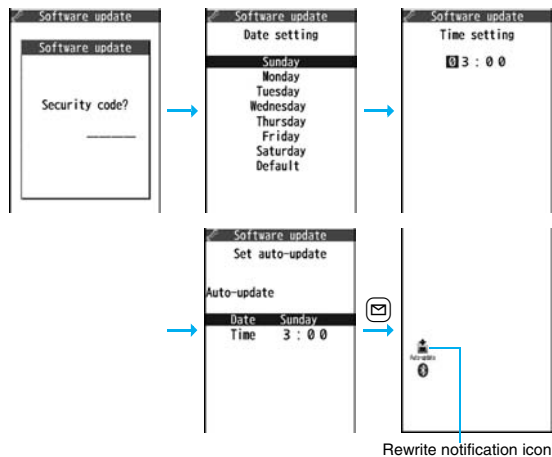 Software update
Software update
Security code?
Software update
Date setting
Sunday
Monday
Tuesday
Wednesday
Thursday
Friday
Saturday
Default
Software update
Time setting
03:00
Software update
Set auto-update
Auto-update
Date Sunday
Time 3:00
Auto-update
Rewrite notification icon